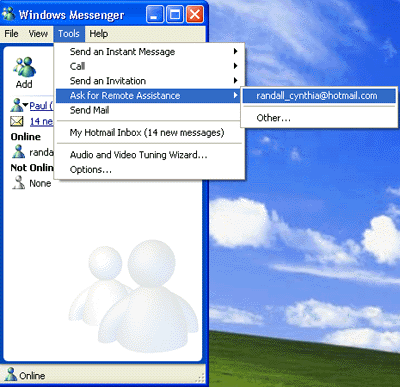 Windows Messenger
File View Tools Help
Add
Send an Instant Message
Call
Send an Invitation
Ask for Remote Assistance
randall_cynthia@hotmail.com
Other...
Send Mail
My Hotmail Inbox (14 new messages)
Audio and Video Tuning Wizard...
Options...
Paul (
14 ne
Online
randa
Not Onlin
None
Online